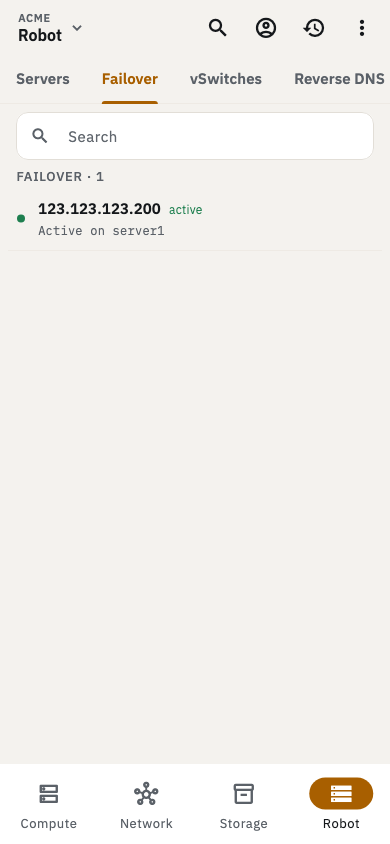 ACME
Robot
Servers
Failover
vSwitches
Reverse DNS
Search
FAILOVER · 1
123.123.123.200 active
Active on server1
Compute
Network
Storage
Robot